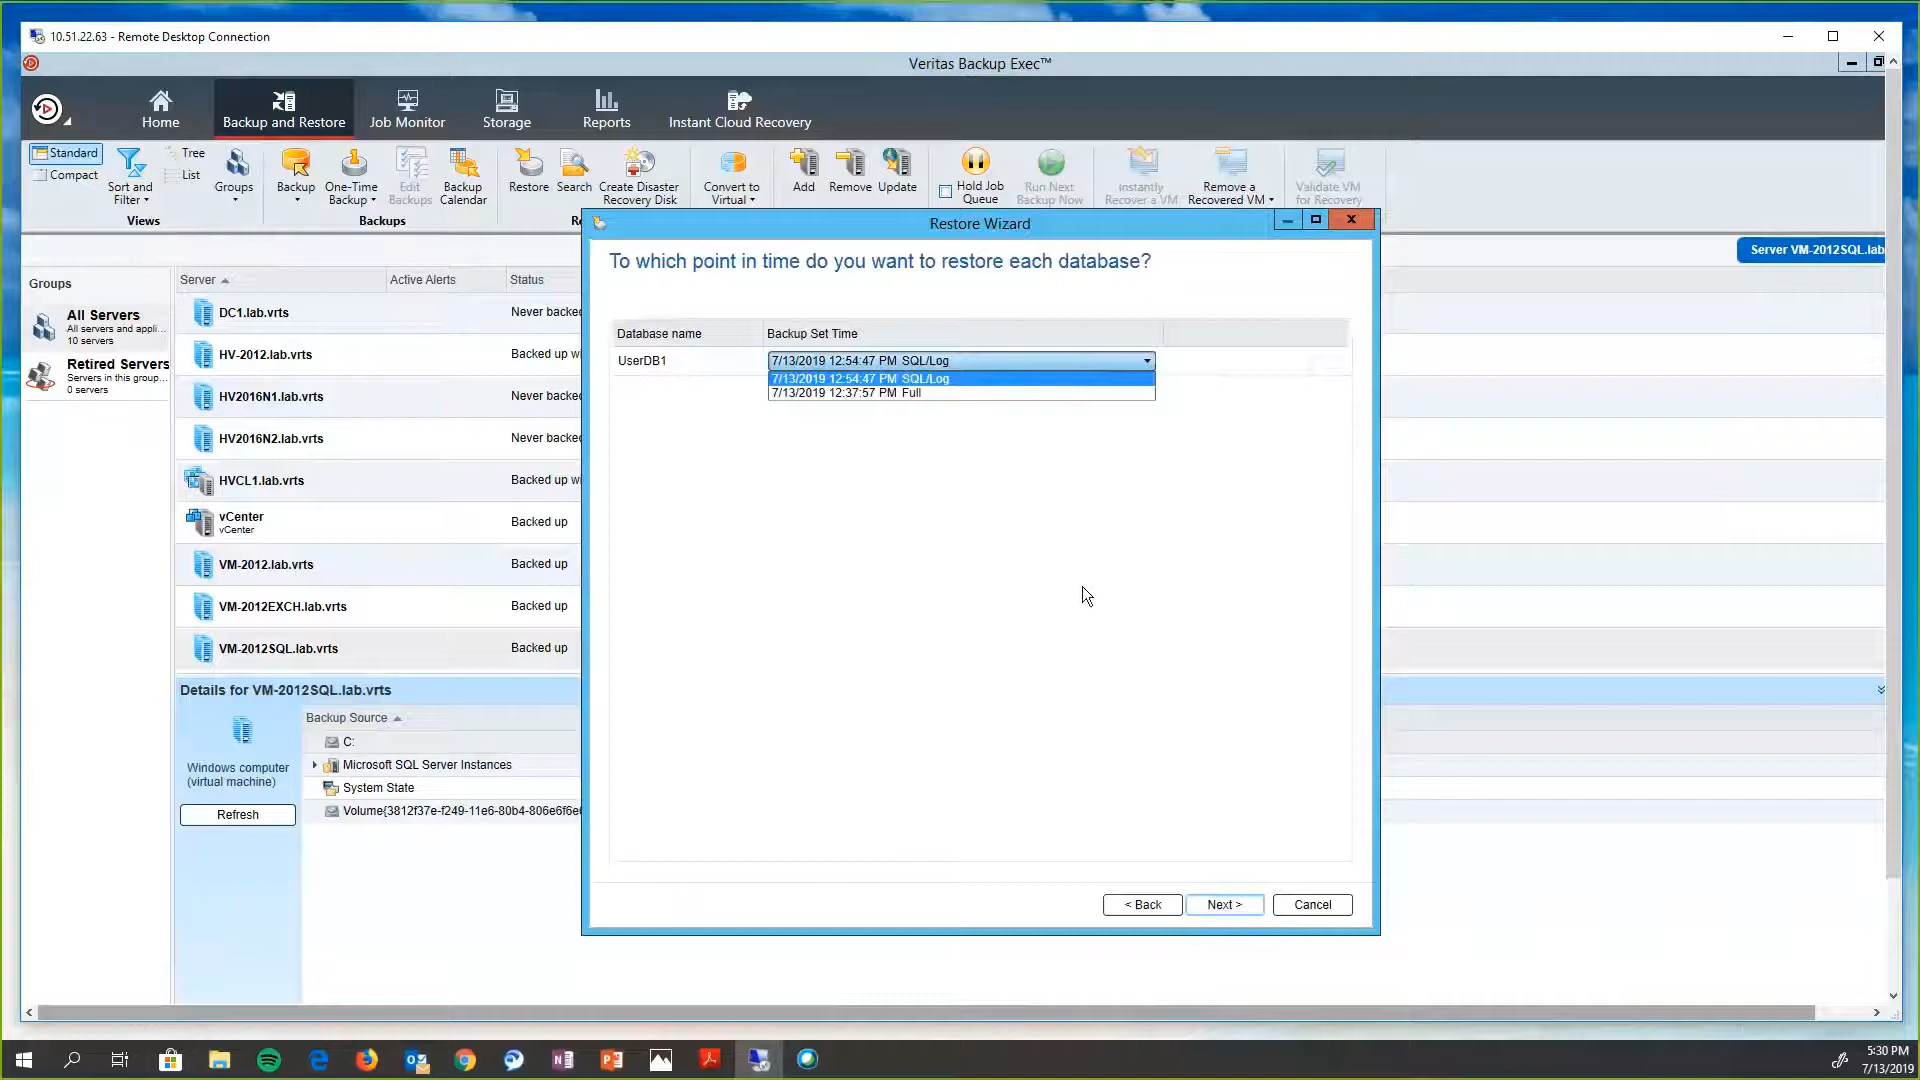 10.51.22.63 - Remote Desktop Connection
Veritas Backup Exec™
Home
Backup and Restore
Job Monitor
Storage
Reports
Instant Cloud Recovery
Standard
Compact
Sort and
Filter
Tree
List
Groups
Views
Backup
One-Time
Backup
Edit
Backups
Backup
Calendar
Backups
Restore
Search
Create Disaster
Recovery Disk
Convert to
Virtual
Add
Remove
Update
Hold Job
Queue
Run Next
Backup Now
Instantly
Recover a VM
Remove a
Recovered VM
Validate VM
for Recovery
Restore Wizard
To which point in time do you want to restore each database?
Database name
Backup Set Time
UserDB1
7/13/2019 12:54:47 PM SQL/Log
7/13/2019 12:54:47 PM SQL/Log
7/13/2019 12:37:57 PM Full
< Back
Next >
Cancel
Server VM-2012SQL.lab
Groups
All Servers
All servers and appli...
10 servers
Retired Servers
Servers in this group...
0 servers
Server
Active Alerts
Status
DC1.lab.vrts
Never backed
HV-2012.lab.vrts
Backed up wi
HV2016N1.lab.vrts
Never backed
HV2016N2.lab.vrts
Never backed
HVCL1.lab.vrts
Backed up wi
vCenter
vCenter
Backed up
VM-2012.lab.vrts
Backed up
VM-2012EXCH.lab.vrts
Backed up
VM-2012SQL.lab.vrts
Backed up
Details for VM-2012SQL.lab.vrts
Windows computer
(virtual machine)
Refresh
Backup Source
C:
Microsoft SQL Server Instances
System State
Volume{3812f37e-f249-11e6-80b4-806e6f6e
5:30 PM
7/13/2019